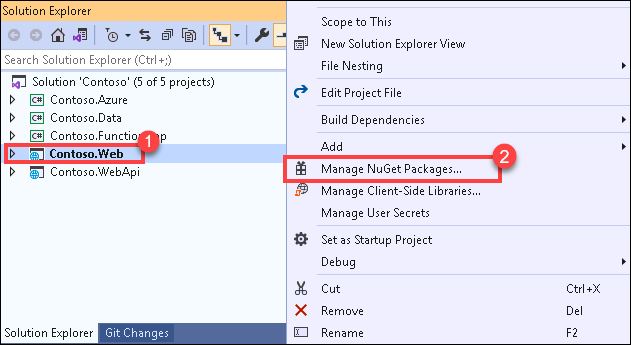 Solution Explorer
Search Solution Explorer (Ctrl+;)
Solution 'Contoso' (5 of 5 projects)
C# Contoso.Azure
C# Contoso.Data
C# Contoso.Function pp
1
Contoso.Web
Contoso.WebApi
Solution Explorer Git Changes
Scope to This
New Solution Explorer View
File Nesting
Edit Project File
Build Dependencies
Add
2
Manage NuGet Packages...
Manage Client-Side Libraries...
Manage User Secrets
Set as Startup Project
Debug
Cut Ctrl+X
Remove Del
Rename F2